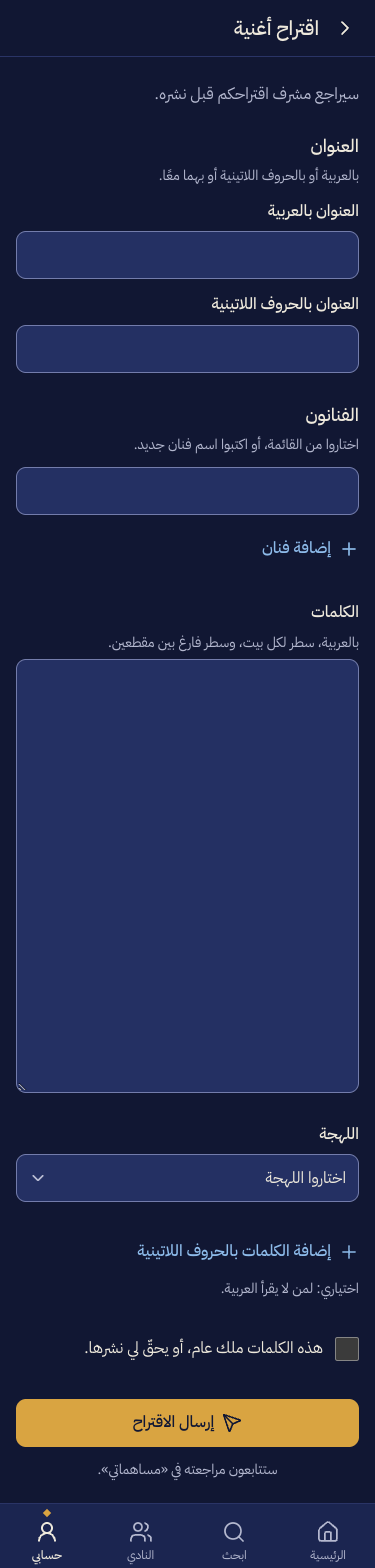 اقتراح أغنية
سيراجع مشرف اقتراحكم قبل نشره.
العنوان
بالعربية أو بالحروف اللاتينية أو بهما معًا.
العنوان بالعربية
العنوان بالحروف اللاتينية
الفنانون
اختاروا من القائمة، أو اكتبوا اسم فنان جديد.
إضافة فنان
الكلمات
بالعربية، سطر لكل بيت، وسطر فارغ بين مقطعين.
اللهجة
اختاروا اللهجة
إضافة الكلمات بالحروف اللاتينية
اختياري: لمن لا يقرأ العربية.
هذه الكلمات ملك عام، أو يحقّ لي نشرها.
إرسال الاقتراح
ستتابعون مراجعته في «مساهماتي».
الرئيسية
ابحث
النادي
حسابي